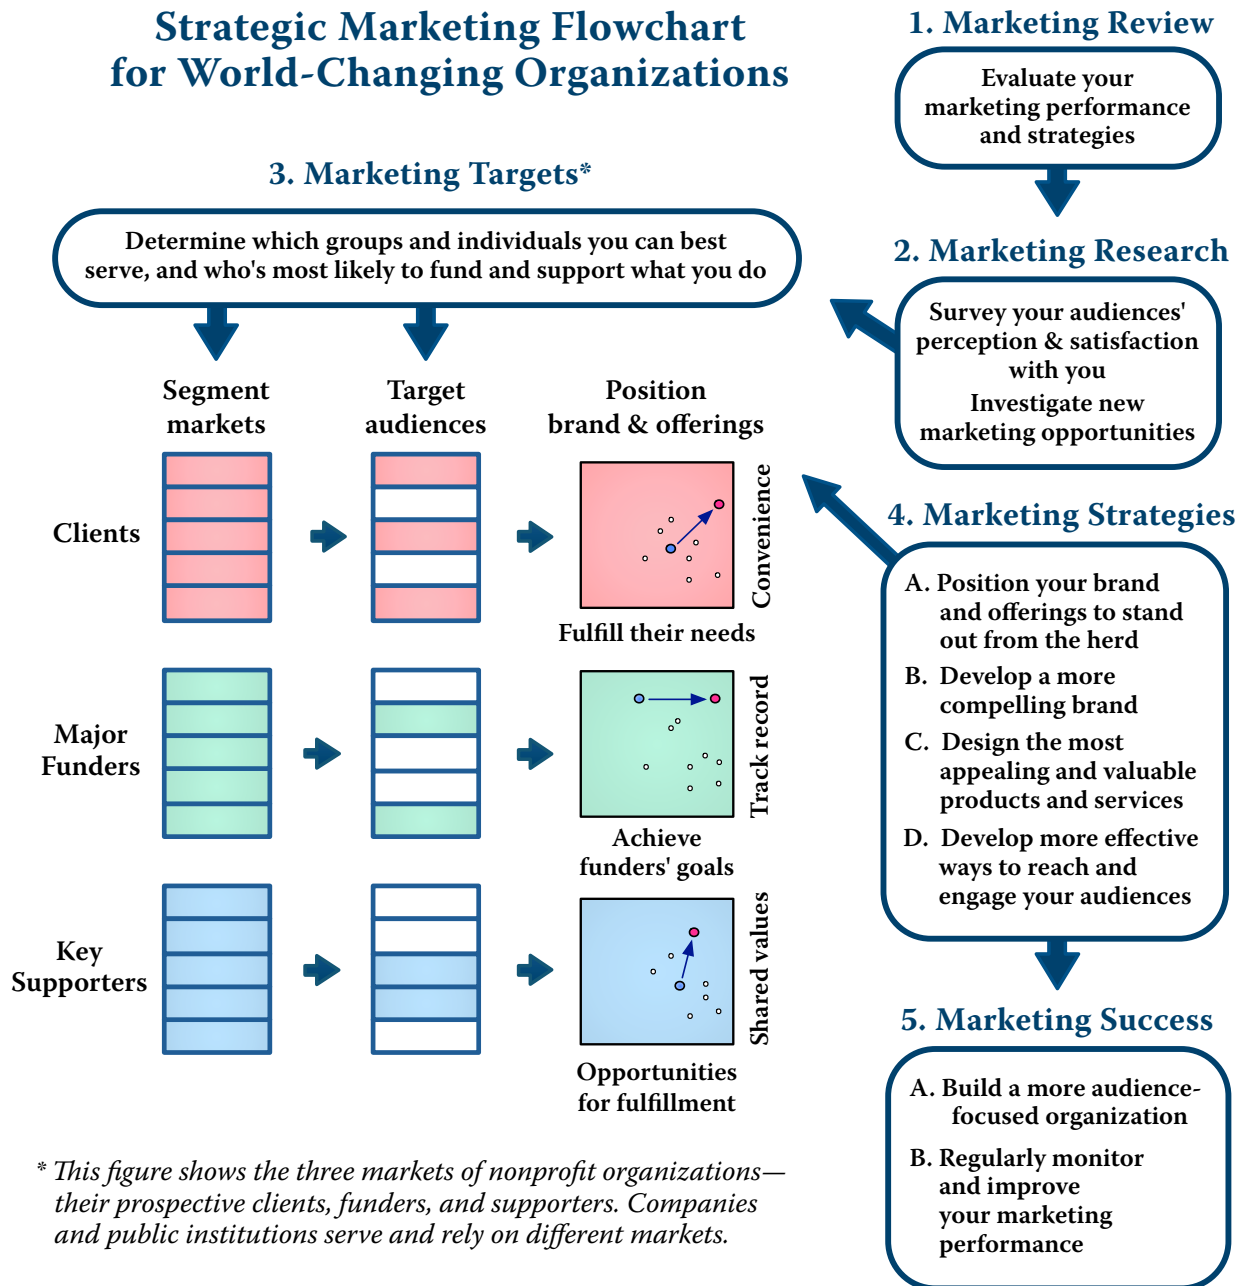 Strategic Marketing Flowchart
for World-Changing Organizations
1. Marketing Review
Evaluate your
marketing performance
and strategies
2. Marketing Research
Survey your audiences'
perception & satisfaction
with you
Investigate new
marketing opportunities
3. Marketing Targets*
Determine which groups and individuals you can best
serve, and who's most likely to fund and support what you do
Segment
markets
Target
audiences
Position
brand & offerings
Clients
Convenience
Fulfill their needs
Major
Funders
Track record
Achieve
funders' goals
Key
Supporters
Shared values
Opportunities
for fulfillment
* This figure shows the three markets of nonprofit organizations—
their prospective clients, funders, and supporters. Companies
and public institutions serve and rely on different markets.
4. Marketing Strategies
A. Position your brand
and offerings to stand
out from the herd
B. Develop a more
compelling brand
C. Design the most
appealing and valuable
products and services
D. Develop more effective
ways to reach and
engage your audiences
5. Marketing Success
A. Build a more audience-
focused organization
B. Regularly monitor
and improve
your marketing
performance